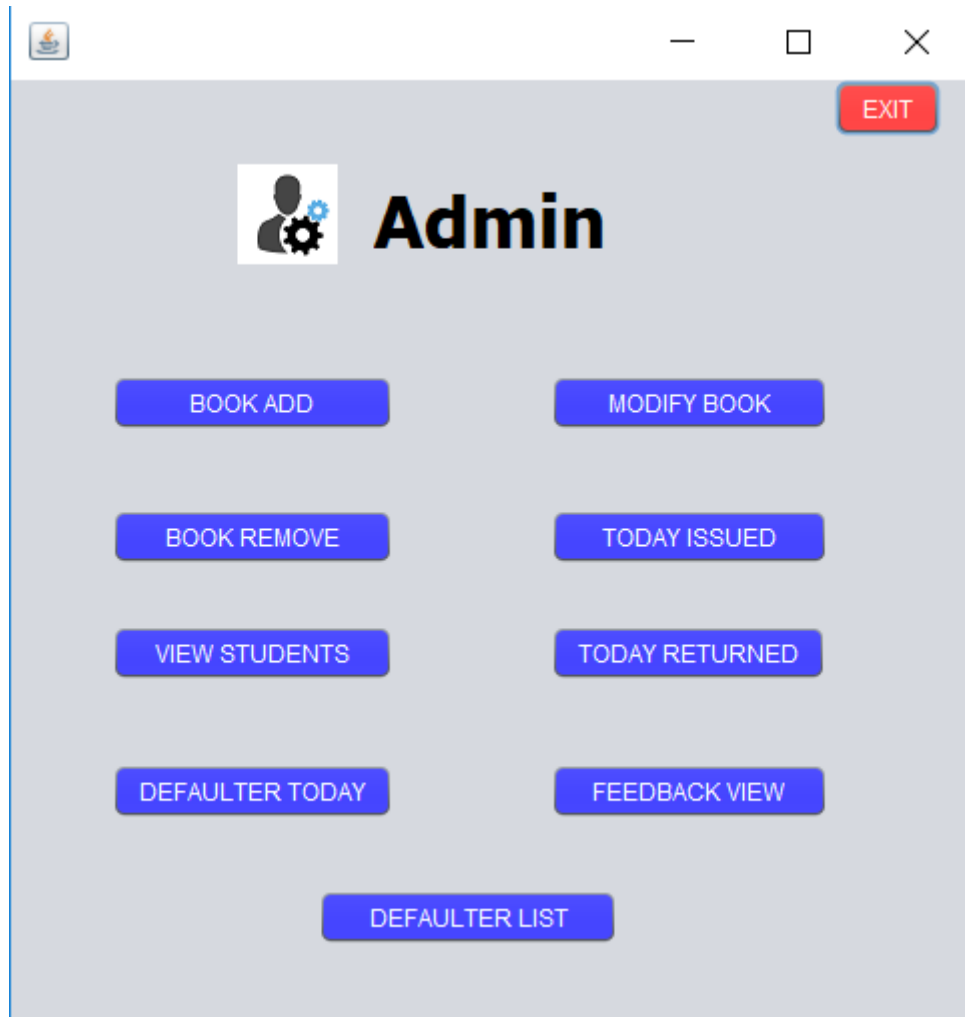 EXIT
Admin
BOOK ADD
MODIFY BOOK
BOOK REMOVE
TODAY ISSUED
VIEW STUDENTS
TODAY RETURNED
DEFAULTER TODAY
FEEDBACK VIEW
DEFAULTER LIST